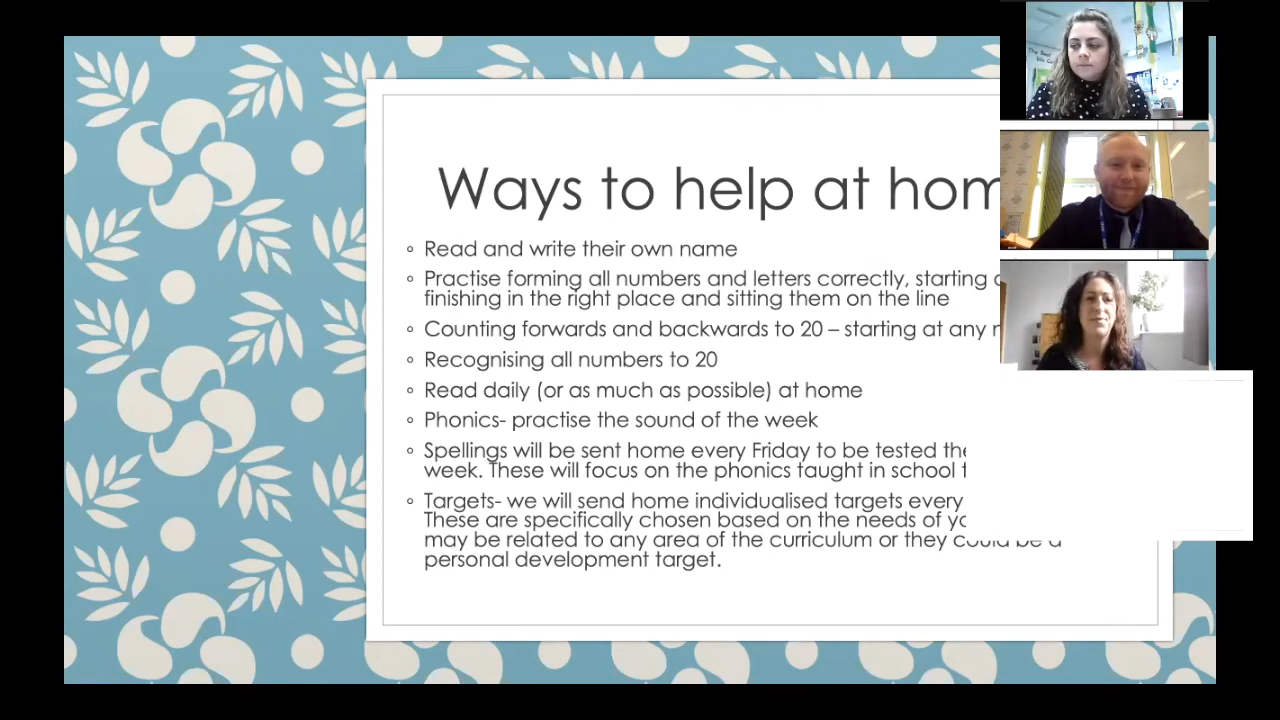 Ways to help at hom
◦ Read and write their own name
◦ Practise forming all numbers and letters correctly, starting
finishing in the right place and sitting them on the line
◦ Counting forwards and backwards to 20 – starting at any
◦ Recognising all numbers to 20
◦ Read daily (or as much as possible) at home
◦ Phonics- practise the sound of the week
◦ Spellings will be sent home every Friday to be tested the
week. These will focus on the phonics taught in school
◦ Targets- we will send home individualised targets every
These are specifically chosen based on the needs of
may be related to any area of the curriculum or they could be a
personal development target.